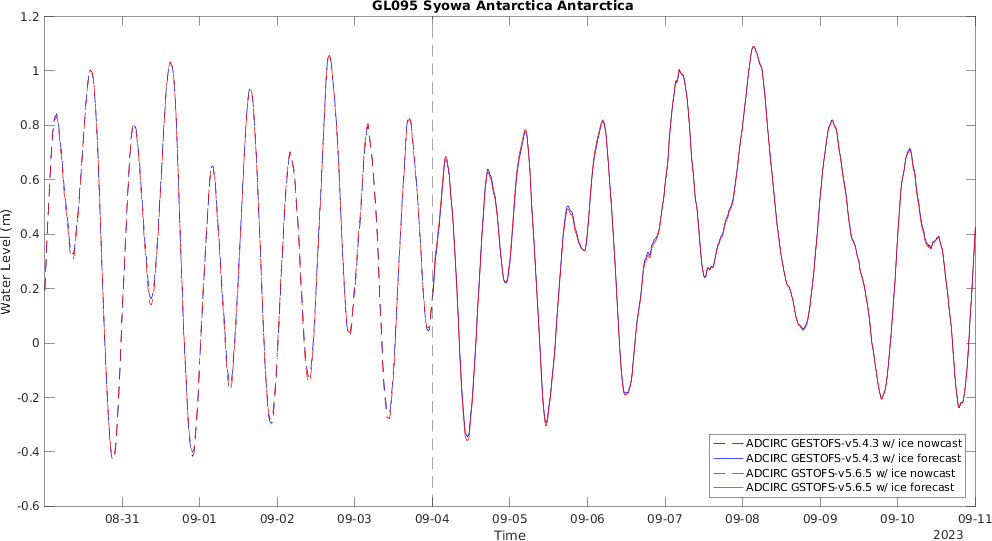 GL095 Syowa Antarctica Antarctica
1.2
1
0.8
0.6
0.4
0.2
0
-0.2
-0.4
-0.6
Water Level (m)
08-31 09-01 09-02 09-03 09-04 09-05 09-06 09-07 09-08 09-09 09-10 09-11
Time
2023
ADCIRC GESTOFS-v5.4.3 w/ ice nowcast
ADCIRC GESTOFS-v5.4.3 w/ ice forecast
ADCIRC GSTOFS-v5.6.5 w/ ice nowcast
ADCIRC GSTOFS-v5.6.5 w/ ice forecast